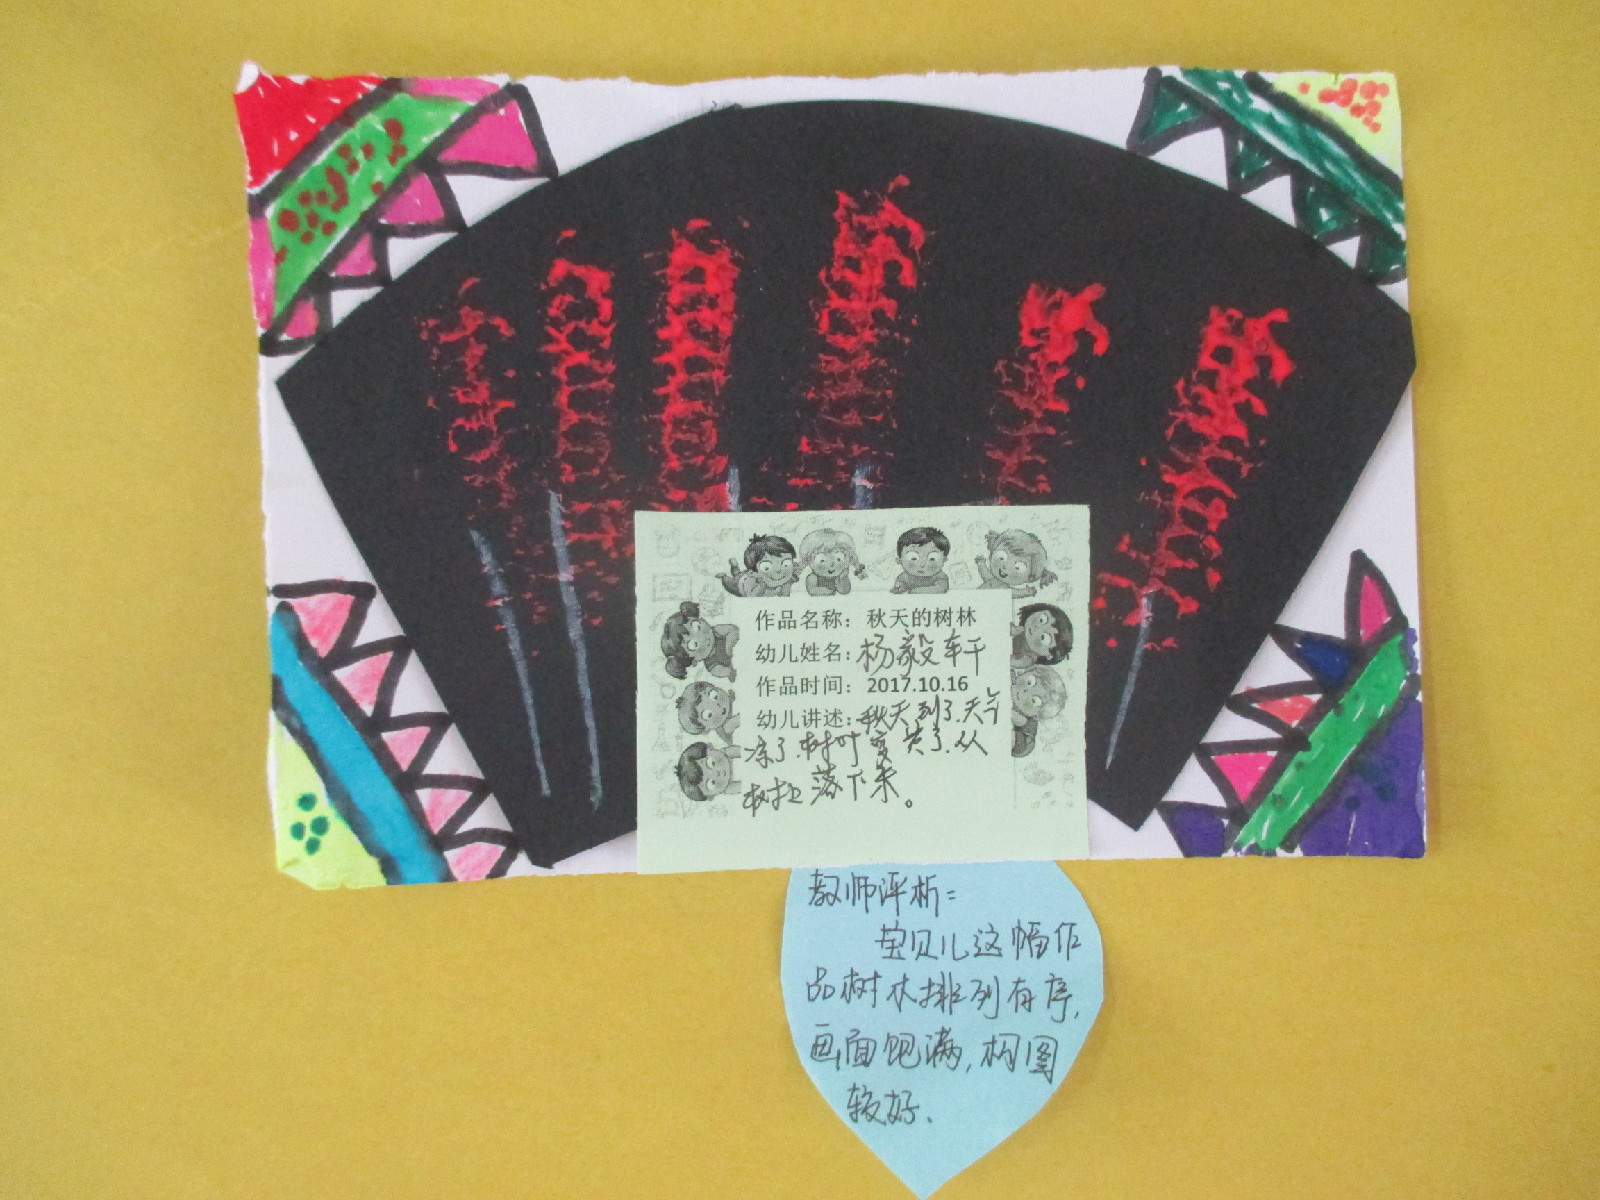 作品名称：秋天的树林
幼儿姓名：杨毅轩
作品时间：2017.10.16
幼儿讲述：秋天到了.天气
凉了.树叶变黄了.从
树上落下来。
教师评析：
宝贝儿这幅作
品树木排列有序,
画面饱满,构图
较好.